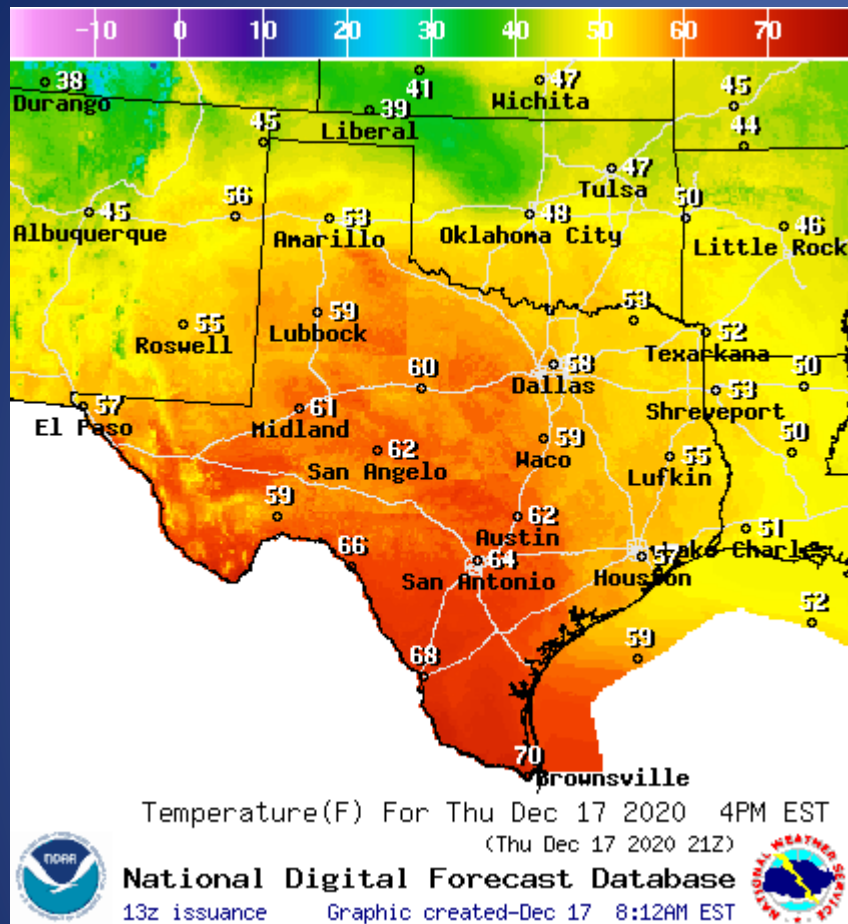 -10 0 10 20 30 40 50 60 70
38 41 47 45
Durango 39 Wichita
Liberal
45 44
47
Tulsa
45 56 53 48 50 46
Albuquerque Amarillo Oklahoma City Little Rock
55 59 53 52
Roswell Lubbock Texarkana
60 58 50
Dallas 53
57 61 Shreveport
El Paso Midland
62 59 55 50
San Angelo Waco Lufkin
59 62 51
Austin Lake Charles
66 64 57
San Antonio Houston
52
68 59
70
Brownsville
Temperature(F) For Thu Dec 17 2020 4PM EST
(Thu Dec 17 2020 21Z)
NOAA
National Digital Forecast Database
13z issuance Graphic created-Dec 17 8:12AM EST
NATIONAL WEATHER SERVICE